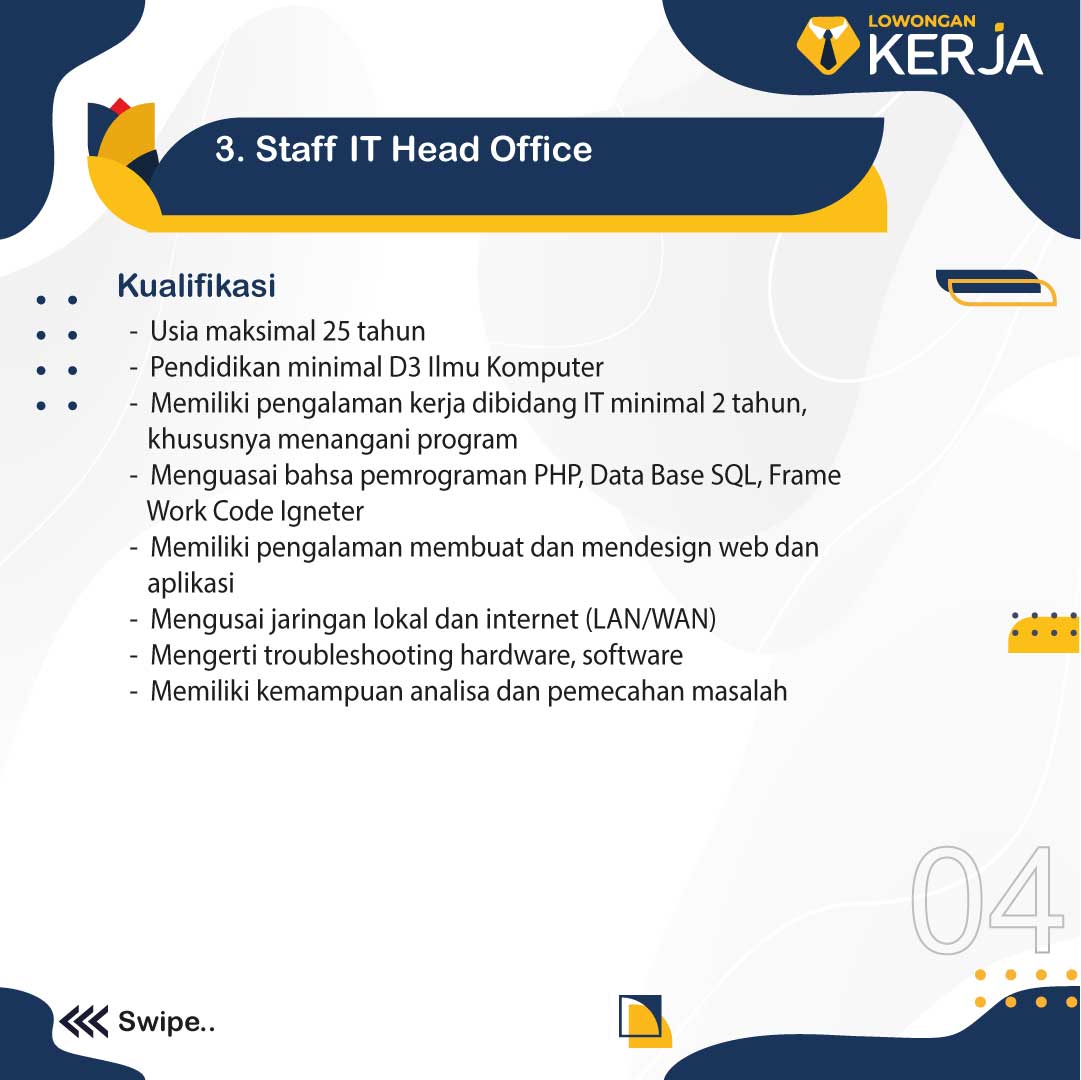 LOWONGAN
KERJA
3. Staff IT Head Office
Kualifikasi
- Usia maksimal 25 tahun
- Pendidikan minimal D3 Ilmu Komputer
- Memiliki pengalaman kerja dibidang IT minimal 2 tahun,
khususnya menangani program
- Menguasai bahsa pemrograman PHP, Data Base SQL, Frame
Work Code Igneter
- Memiliki pengalaman membuat dan mendesign web dan
aplikasi
- Mengusai jaringan lokal dan internet (LAN/WAN)
- Mengerti troubleshooting hardware, software
- Memiliki kemampuan analisa dan pemecahan masalah
04
Swipe..